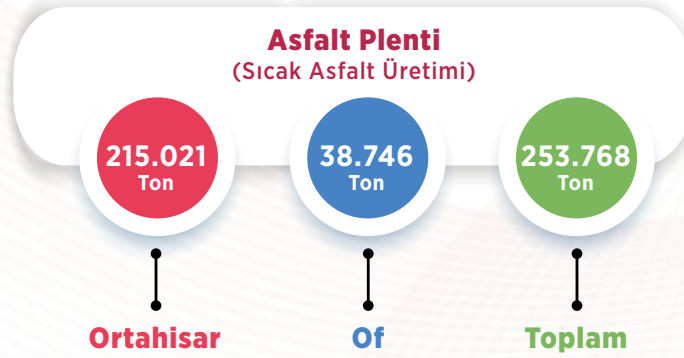 Asfalt Plenti
(Sıcak Asfalt Üretimi)
215.021
Ton
38.746
Ton
253.768
Ton
Ortahisar
Of
Toplam